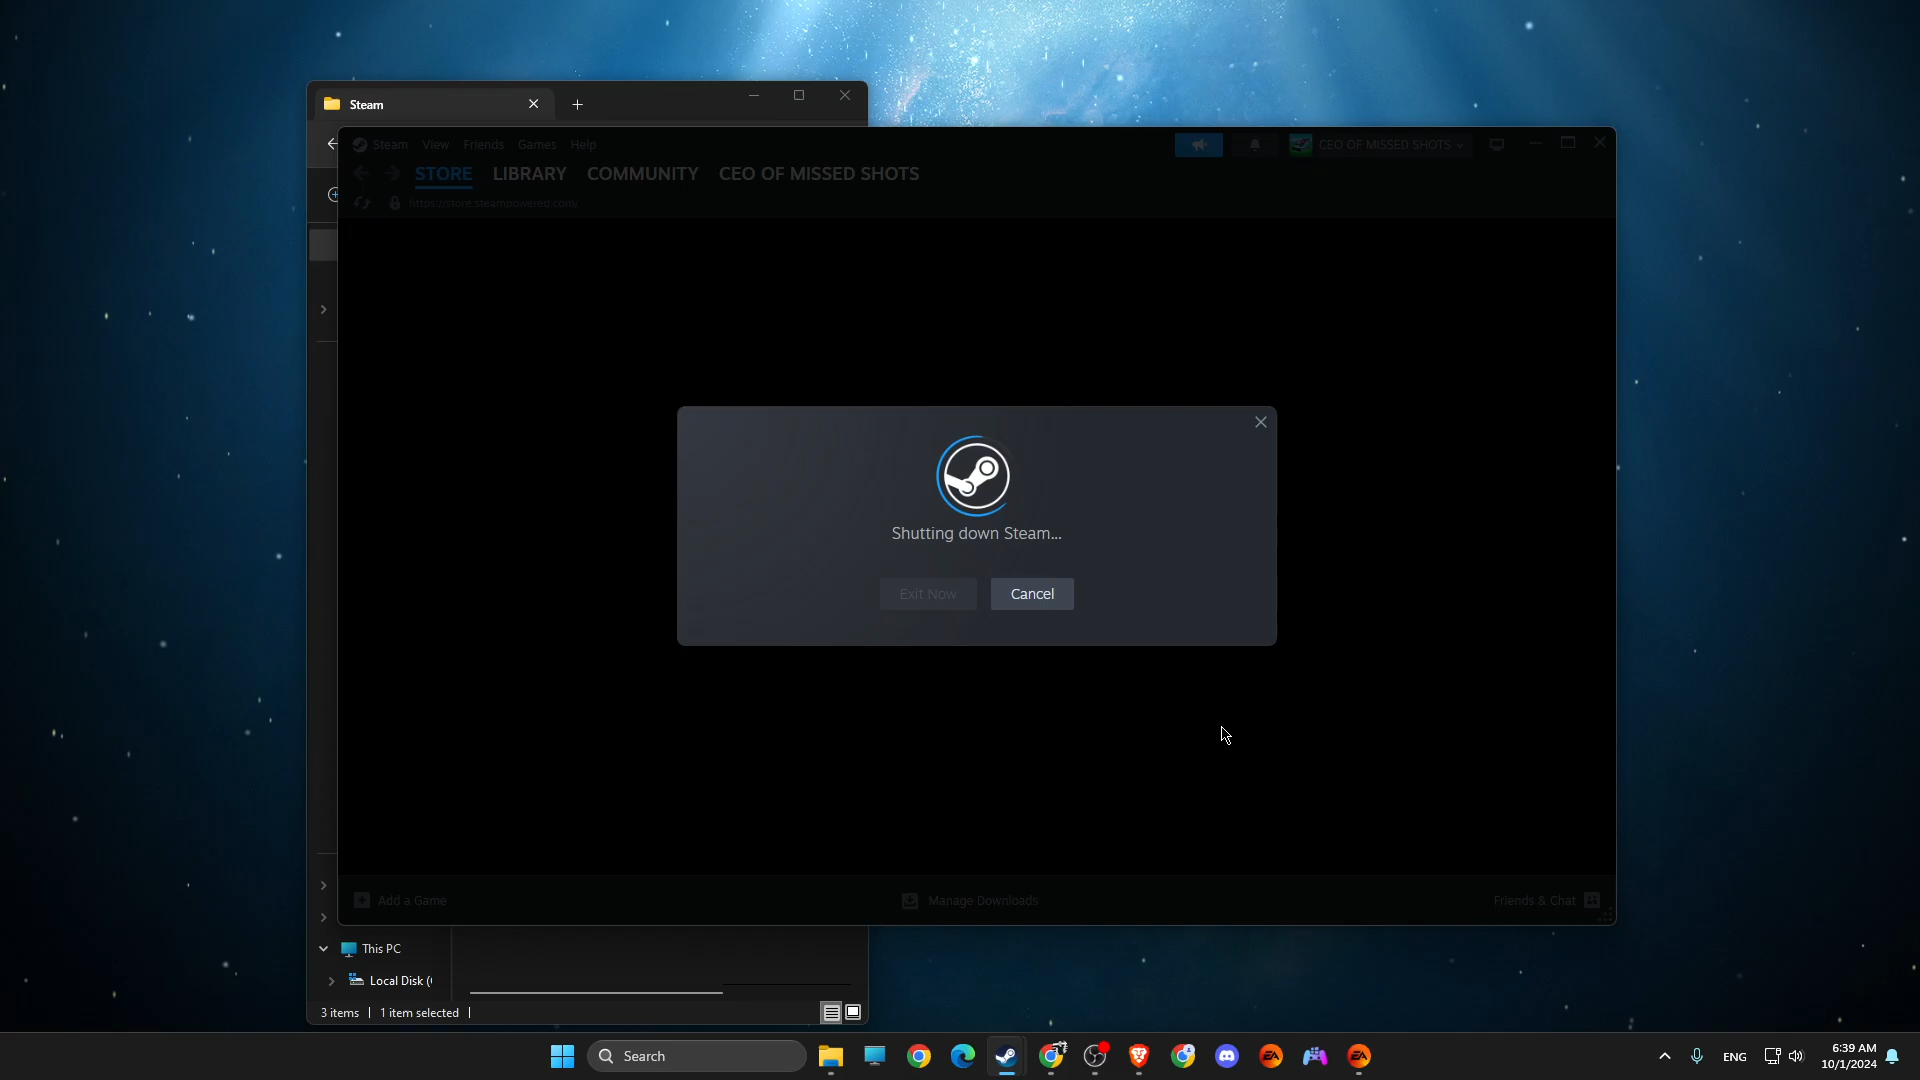 Steam
Steam View Friends Games Help
CEO OF MISSED SHOTS
STORE LIBRARY COMMUNITY CEO OF MISSED SHOTS
https://store.steampowered.com/
Shutting down Steam...
Exit Now Cancel
Add a Game Manage Downloads Friends & Chat
This PC
Local Disk (
3 items 1 item selected
Search
ENG
6:39 AM
10/1/2024